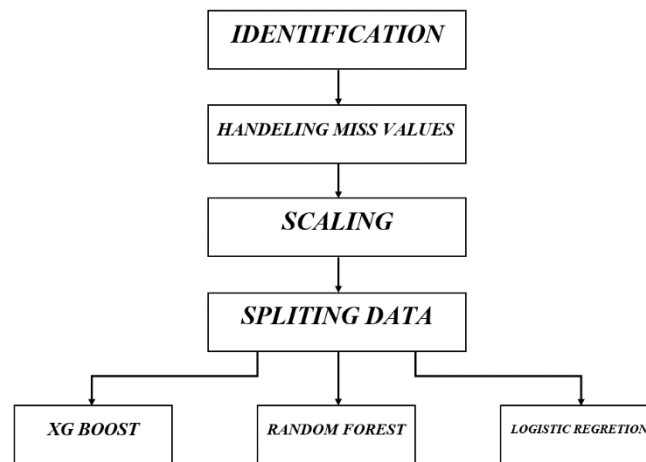 IDENTIFICATION
HANDELING MISS VALUES
SCALING
SPLITING DATA
XG BOOST
RANDOM FOREST
LOGISTIC REGRETION